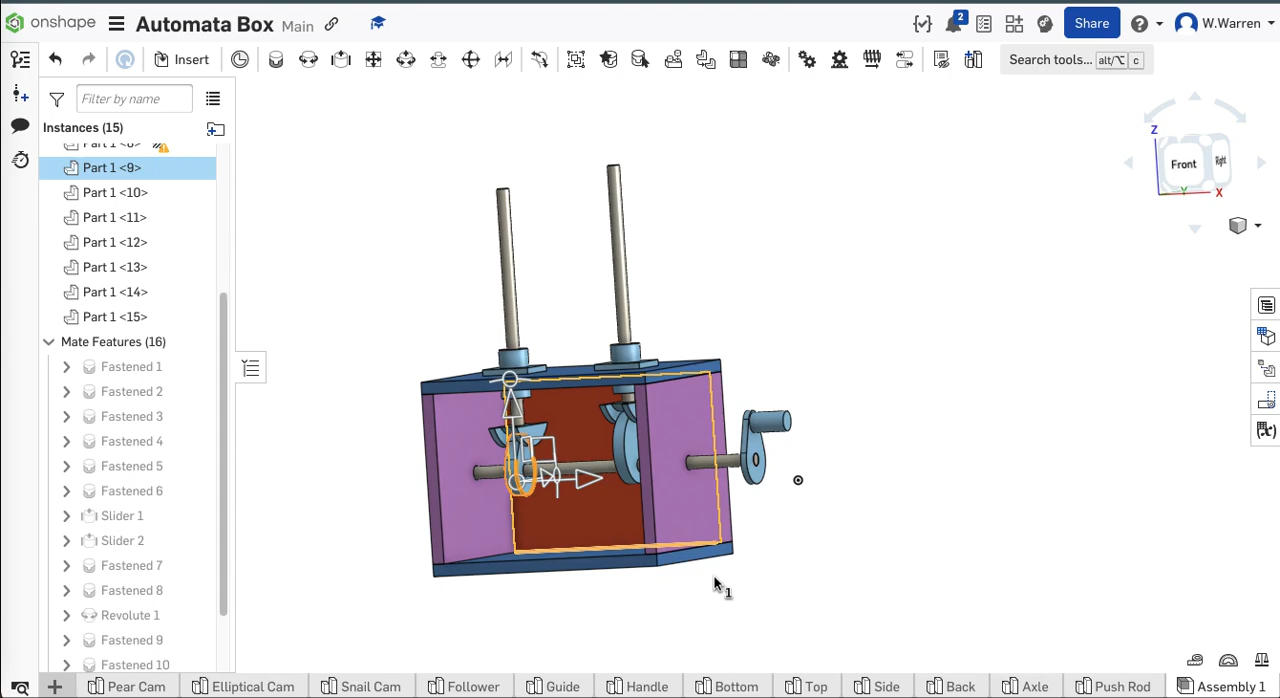 onshape Automata Box Main 2 Share W.Warren
Insert Search tools... alt/⌥ c
Filter by name
Instances (15)
Part 1 <9>
Part 1 <10>
Part 1 <11>
Part 1 <12>
Part 1 <13>
Part 1 <14>
Part 1 <15>
Mate Features (16)
Fastened 1
Fastened 2
Fastened 3
Fastened 4
Fastened 5
Fastened 6
Slider 1
Slider 2
Fastened 7
Fastened 8
Revolute 1
Fastened 9
Fastened 10
Z Front Right
Y X
1
Pear Cam Elliptical Cam Snail Cam Follower Guide Handle Bottom Top Side Back Axle Push Rod Assembly 1